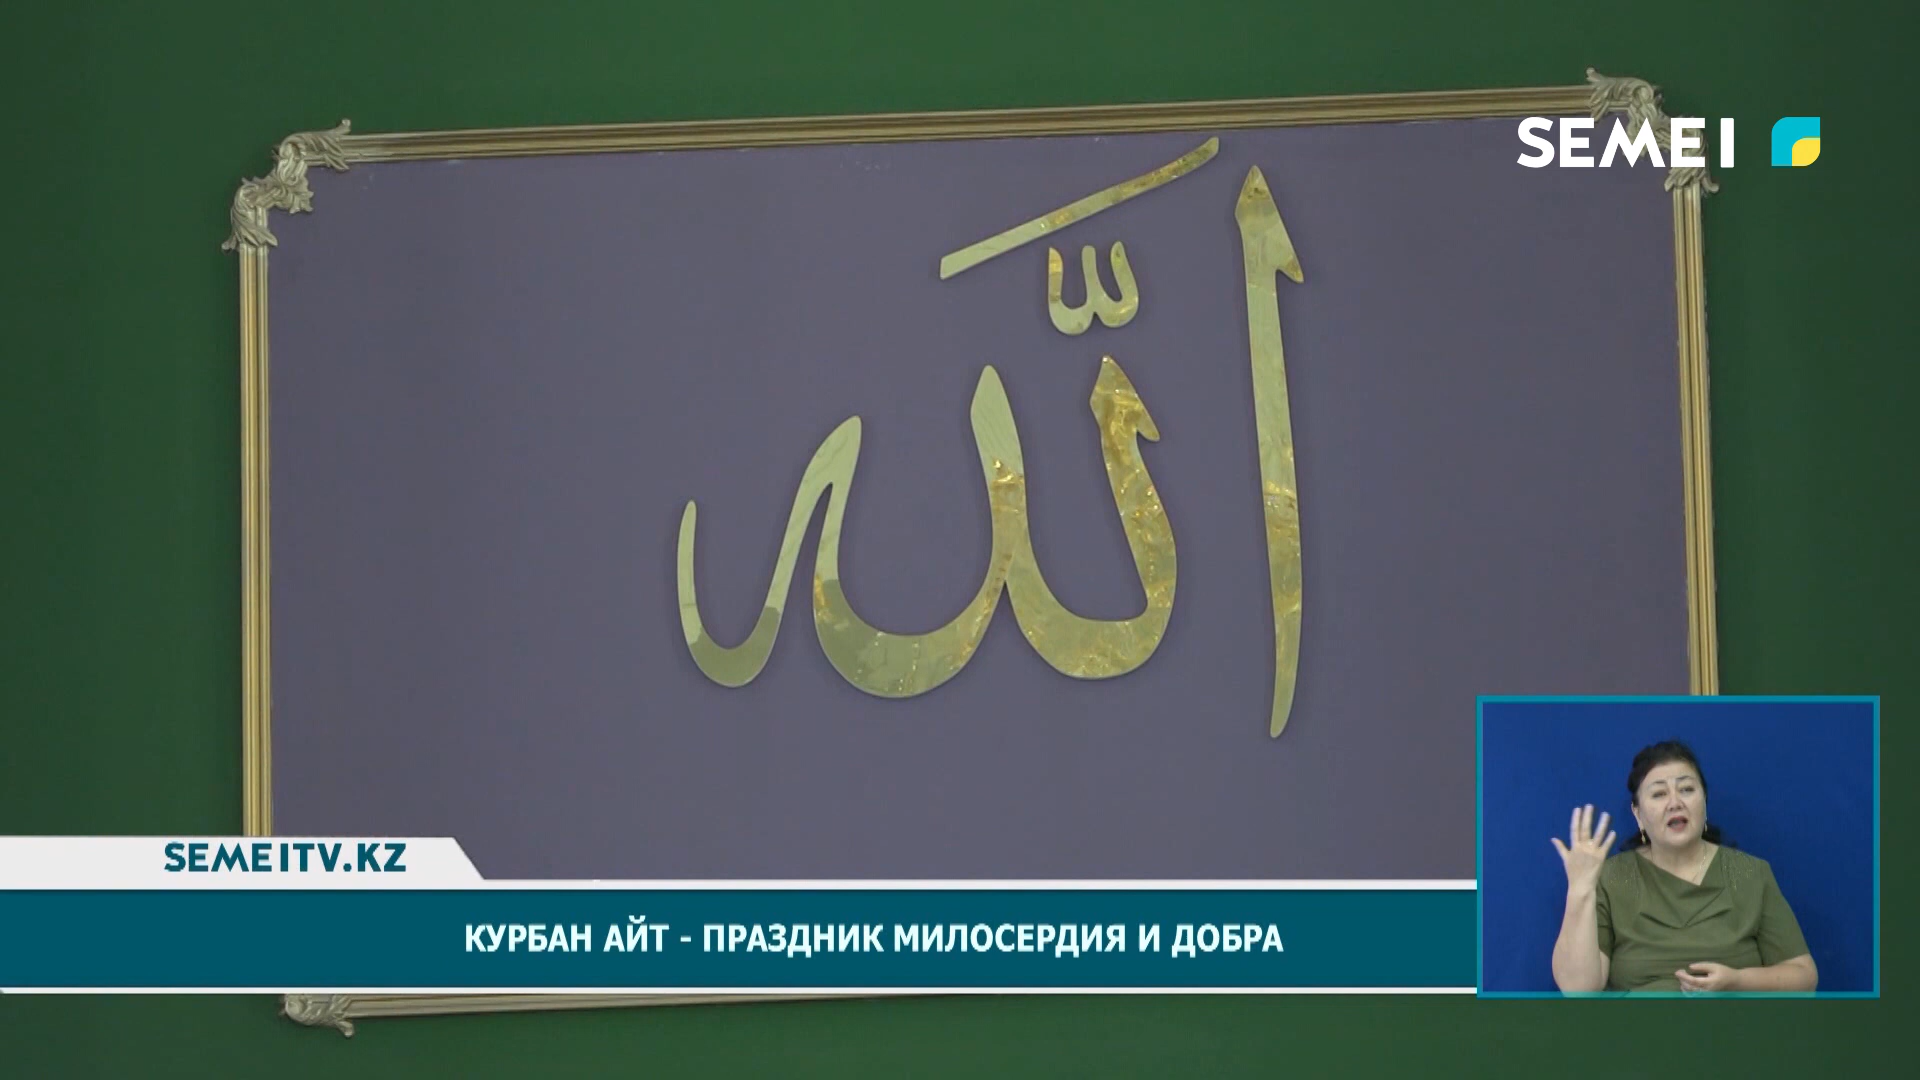 SEMEI
الله
SEMEITV.KZ
КУРБАН АЙТ - ПРАЗДНИК МИЛОСЕРДИЯ И ДОБРА